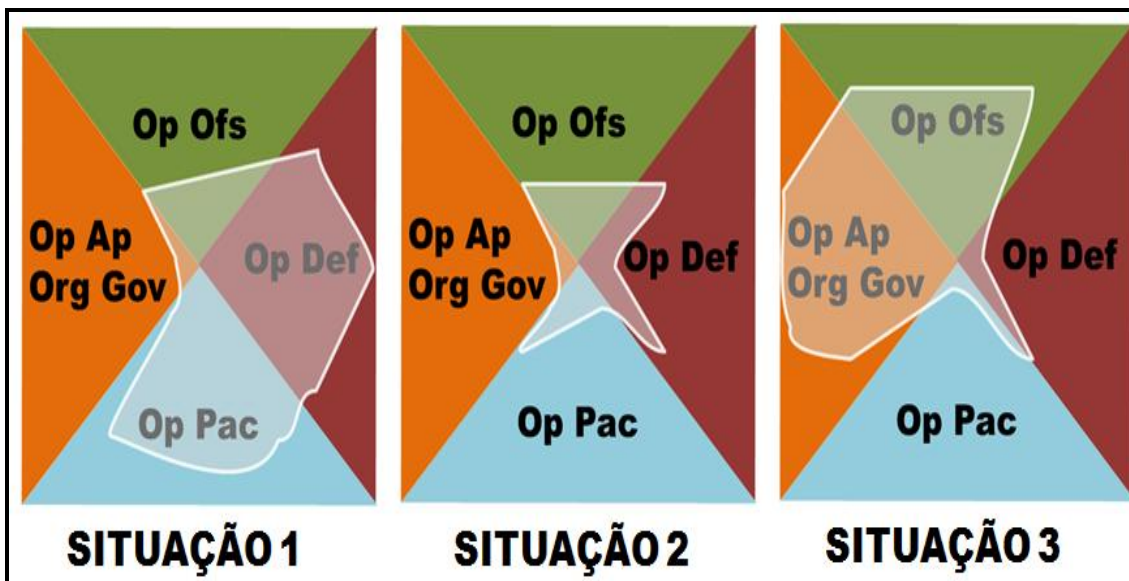 Op Ofs
Op Ap
Org Gov
Op Def
Op Pac
SITUAÇÃO 1
Op Ofs
Op Ap
Org Gov
Op Def
Op Pac
SITUAÇÃO 2
Op Ofs
Op Ap
Org Gov
Op Def
Op Pac
SITUAÇÃO 3